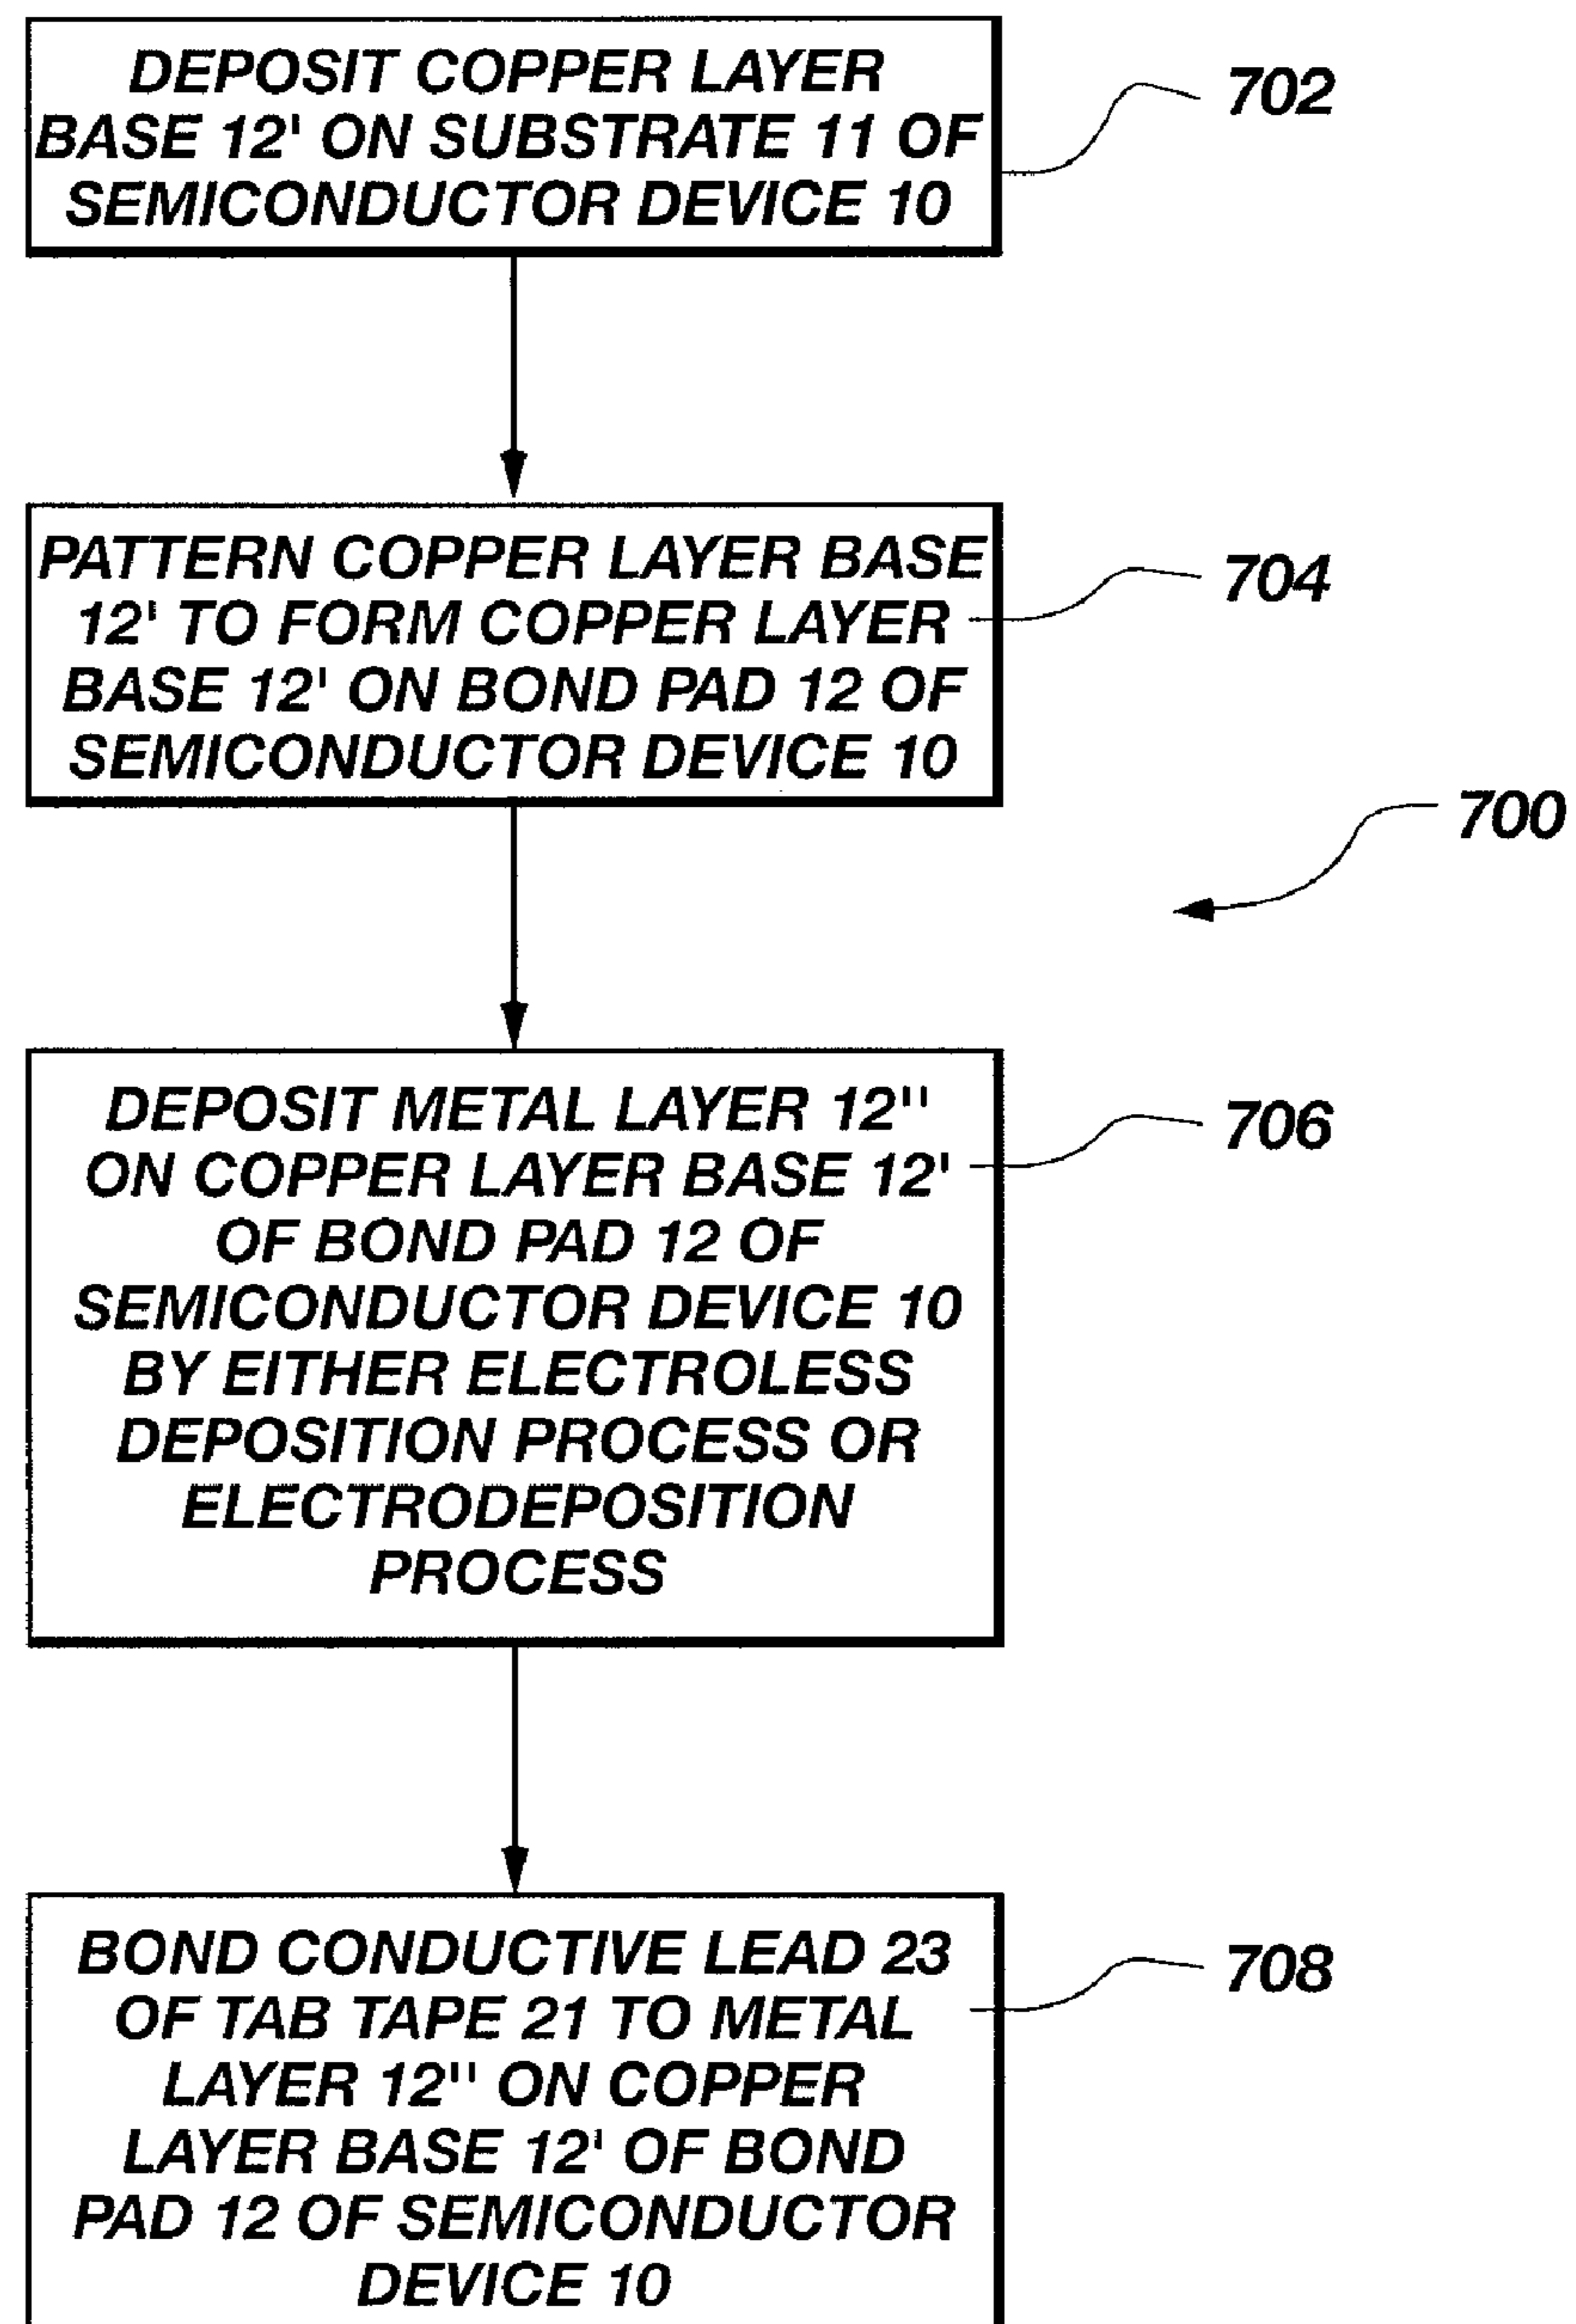 DEPOSIT COPPER LAYER
BASE 12' ON SUBSTRATE 11 OF
SEMICONDUCTOR DEVICE 10
702
PATTERN COPPER LAYER BASE
12' TO FORM COPPER LAYER
BASE 12' ON BOND PAD 12 OF
SEMICONDUCTOR DEVICE 10
704
700
DEPOSIT METAL LAYER 12"
ON COPPER LAYER BASE 12'
OF BOND PAD 12 OF
SEMICONDUCTOR DEVICE 10
BY EITHER ELECTROLESS
DEPOSITION PROCESS OR
ELECTRODEPOSITION
PROCESS
706
BOND CONDUCTIVE LEAD 23
OF TAB TAPE 21 TO METAL
LAYER 12" ON COPPER
LAYER BASE 12' OF BOND
PAD 12 OF SEMICONDUCTOR
DEVICE 10
708